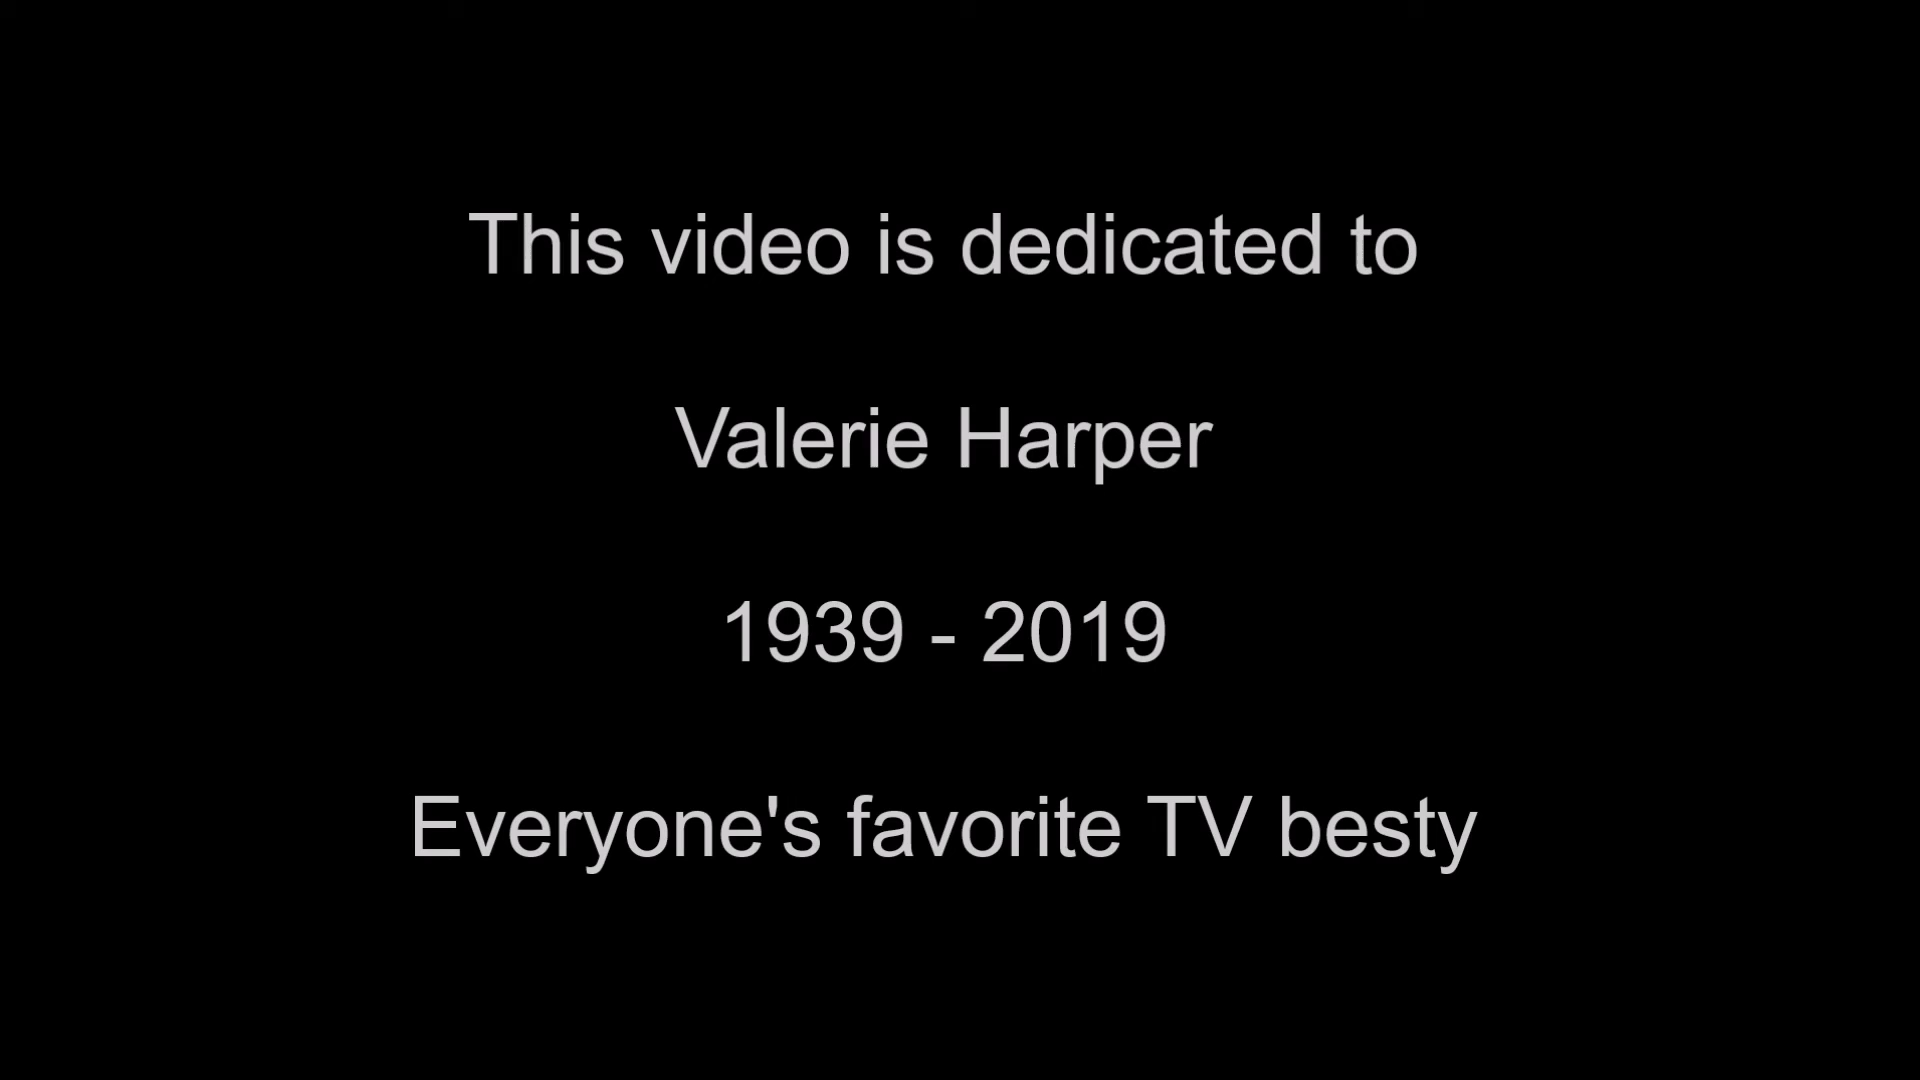 This video is dedicated to
Valerie Harper
1939 - 2019
Everyone's favorite TV besty